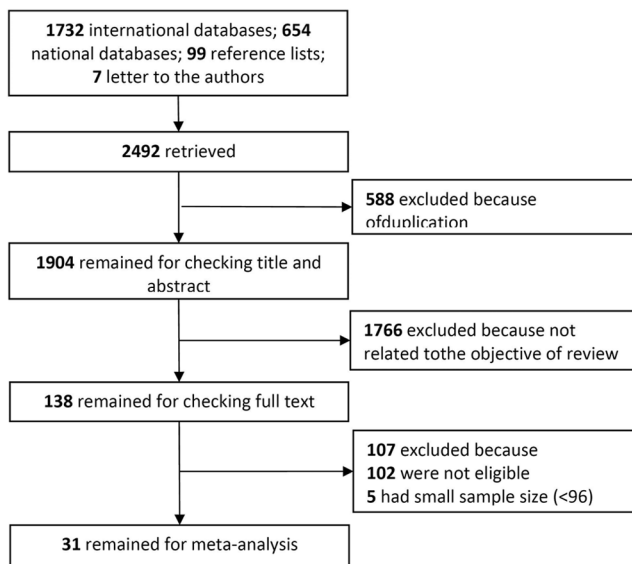 1732 international databases; 654
national databases; 99 reference lists;
7 letter to the authors
2492 retrieved
588 excluded because
ofduplication
1904 remained for checking title and
abstract
1766 excluded because not
related tothe objective of review
138 remained for checking full text
107 excluded because
102 were not eligible
5 had small sample size (<96)
31 remained for meta-analysis